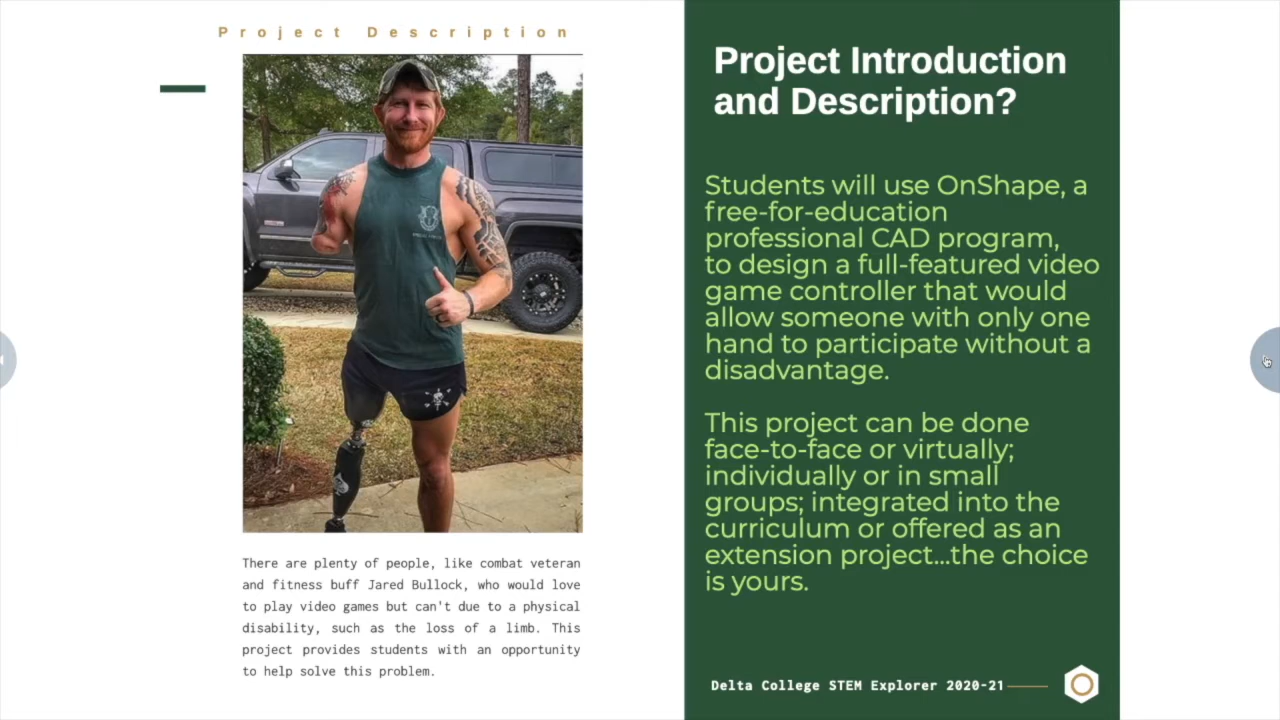 Project Description
There are plenty of people, like combat veteran
and fitness buff Jared Bullock, who would love
to play video games but can't due to a physical
disability, such as the loss of a limb. This
project provides students with an opportunity
to help solve this problem.
Project Introduction
and Description?
Students will use OnShape, a
free-for-education
professional CAD program,
to design a full-featured video
game controller that would
allow someone with only one
hand to participate without a
disadvantage.
This project can be done
face-to-face or virtually;
individually or in small
groups; integrated into the
curriculum or offered as an
extension project...the choice
is yours.
Delta College STEM Explorer 2020-21